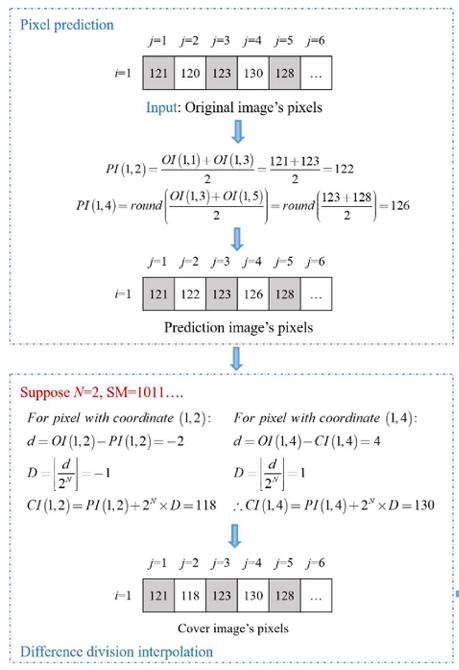 Pixel prediction
j=1 j=2 j=3 j=4 j=5 j=6
i=1 121 120 123 130 128 …
Input: Original image's pixels
PI(1,2)=\frac{OI(1,1)+OI(1,3)}{2}=\frac{121+123}{2}=122
PI(1,4)=round(\frac{OI(1,3)+OI(1,5)}{2})=round(\frac{123+128}{2})=126
j=1 j=2 j=3 j=4 j=5 j=6
i=1 121 122 123 126 128 …
Prediction image's pixels
Suppose N=2, SM=1011….
For pixel with coordinate (1,2): For pixel with coordinate (1,4):
d=OI(1,2)−PI(1,2)=−2 d=OI(1,4)−CI(1,4)=4
D=⌊\frac{d}{2^N}⌋=−1 D=⌊\frac{d}{2^N}⌋=1
CI(1,2)=PI(1,2)+2^N×D=118 ∴CI(1,4)=PI(1,4)+2^N×D=130
j=1 j=2 j=3 j=4 j=5 j=6
i=1 121 118 123 130 128 …
Cover image's pixels
Difference division interpolation